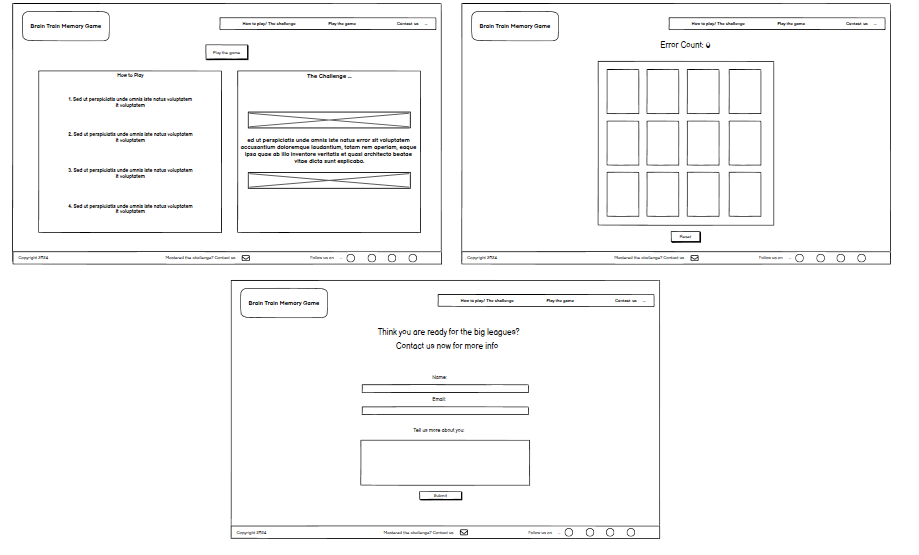 Brain Train Memory Game
How to play/ The challenge Play the game Contact us ...
Play the game
How to Play
1. Sed ut perspiciatis unde omnis iste natus voluptatem
it voluptatem
2. Sed ut perspiciatis unde omnis iste natus voluptatem
it voluptatem
3. Sed ut perspiciatis unde omnis iste natus voluptatem
it voluptatem
4. Sed ut perspiciatis unde omnis iste natus voluptatem
it voluptatem
The Challenge ...
ed ut perspiciatis unde omnis iste natus error sit voluptatem
accusantium doloremque laudantium, totam rem aperiam, eaque
ipsa quae ab illo inventore veritatis et quasi architecto beatae
vitae dicta sunt explicabo.
Copyright 2024 Mastered the challenge? Contact us Follow us on ...
Brain Train Memory Game
How to play/ The challenge Play the game Contact us ...
Error Count: 0
Reset
Copyright 2024 Mastered the challenge? Contact us Follow us on ...
Brain Train Memory Game
How to play/ The challenge Play the game Contact us ...
Think you are ready for the big leagues?
Contact us now for more info
Name:
Email:
Tell us more about you:
Submit
Copyright 2024 Mastered the challenge? Contact us Follow us on ...